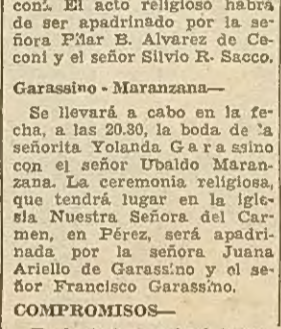 coni. El acto religioso habrá
de ser apadrinado por la se-
ñora Pilar B. Alvarez de Ce-
coni y el señor Silvio R. Sacco.
Garassino - Maranzana—
Se llevará a cabo en la fe-
cha, a las 20.30, la boda de la
señorita Yolanda Garassino
con el señor Ubaldo Maran-
zana. La ceremonia religiosa,
que tendrá lugar en la igle-
sia Nuestra Señora del Car-
men, en Pérez, será apadri-
nada por la señora Juana
Ariello de Garassino y el se-
ñor Francisco Garassino.
COMPROMISOS—